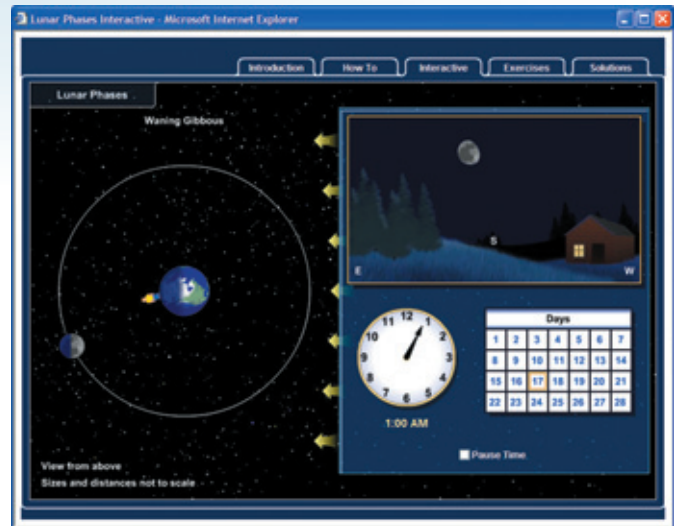 Lunar Phases Interactive - Microsoft Internet Explorer
Introduction How To Interactive Exercises Solutions
Lunar Phases
Waning Gibbous
S
E W
12
11 1
10 2
9 3
8 4
7 5
6
1:00 AM
Days
1 2 3 4 5 6 7
8 9 10 11 12 13 14
15 16 17 18 19 20 21
22 23 24 25 26 27 28
Pause Time
View from above
Sizes and distances not to scale